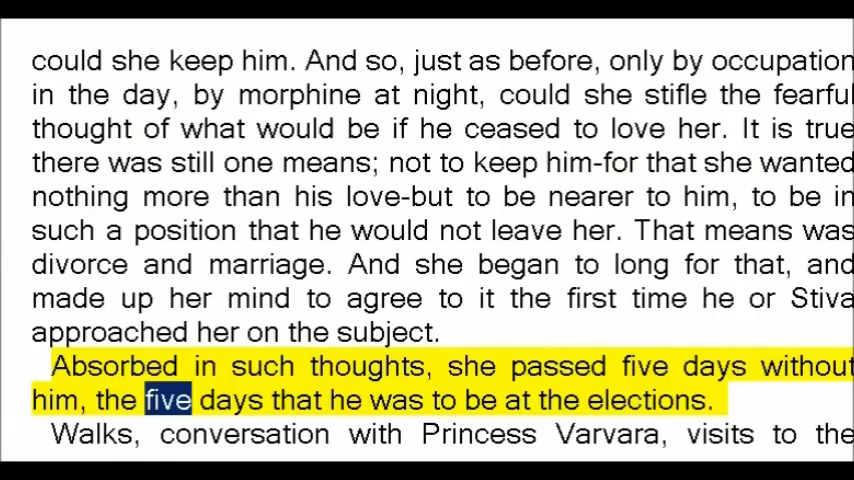 could she keep him. And so, just as before, only by occupation
in the day, by morphine at night, could she stifle the fearful
thought of what would be if he ceased to love her. It is true
there was still one means; not to keep him-for that she wanted
nothing more than his love-but to be nearer to him, to be in
such a position that he would not leave her. That means was
divorce and marriage. And she began to long for that, and
made up her mind to agree to it the first time he or Stiva
approached her on the subject.
Absorbed in such thoughts, she passed five days without
him, the five days that he was to be at the elections.
Walks, conversation with Princess Varvara, visits to the